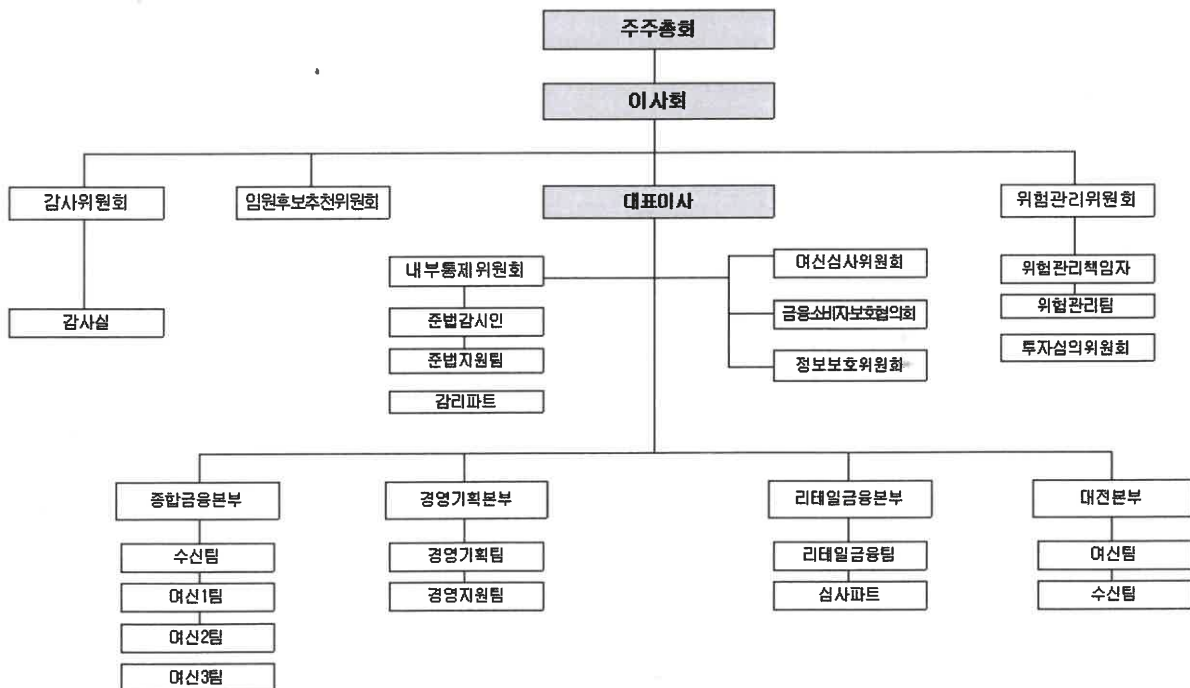 주주총회
이사회
감사위원회
임원후보추천위원회
대표이사
위험관리위원회
내부통제위원회
여신심사위원회
위험관리책임자
감사실
준법감시인
금융소비자보호협의회
위험관리팀
준법지원팀
정보보호위원회
투자심의위원회
감리파트
종합금융본부
경영기획본부
리테일금융본부
대전본부
수신팀
경영기획팀
리테일금융팀
여신팀
여신1팀
경영지원팀
심사파트
수신팀
여신2팀
여신3팀